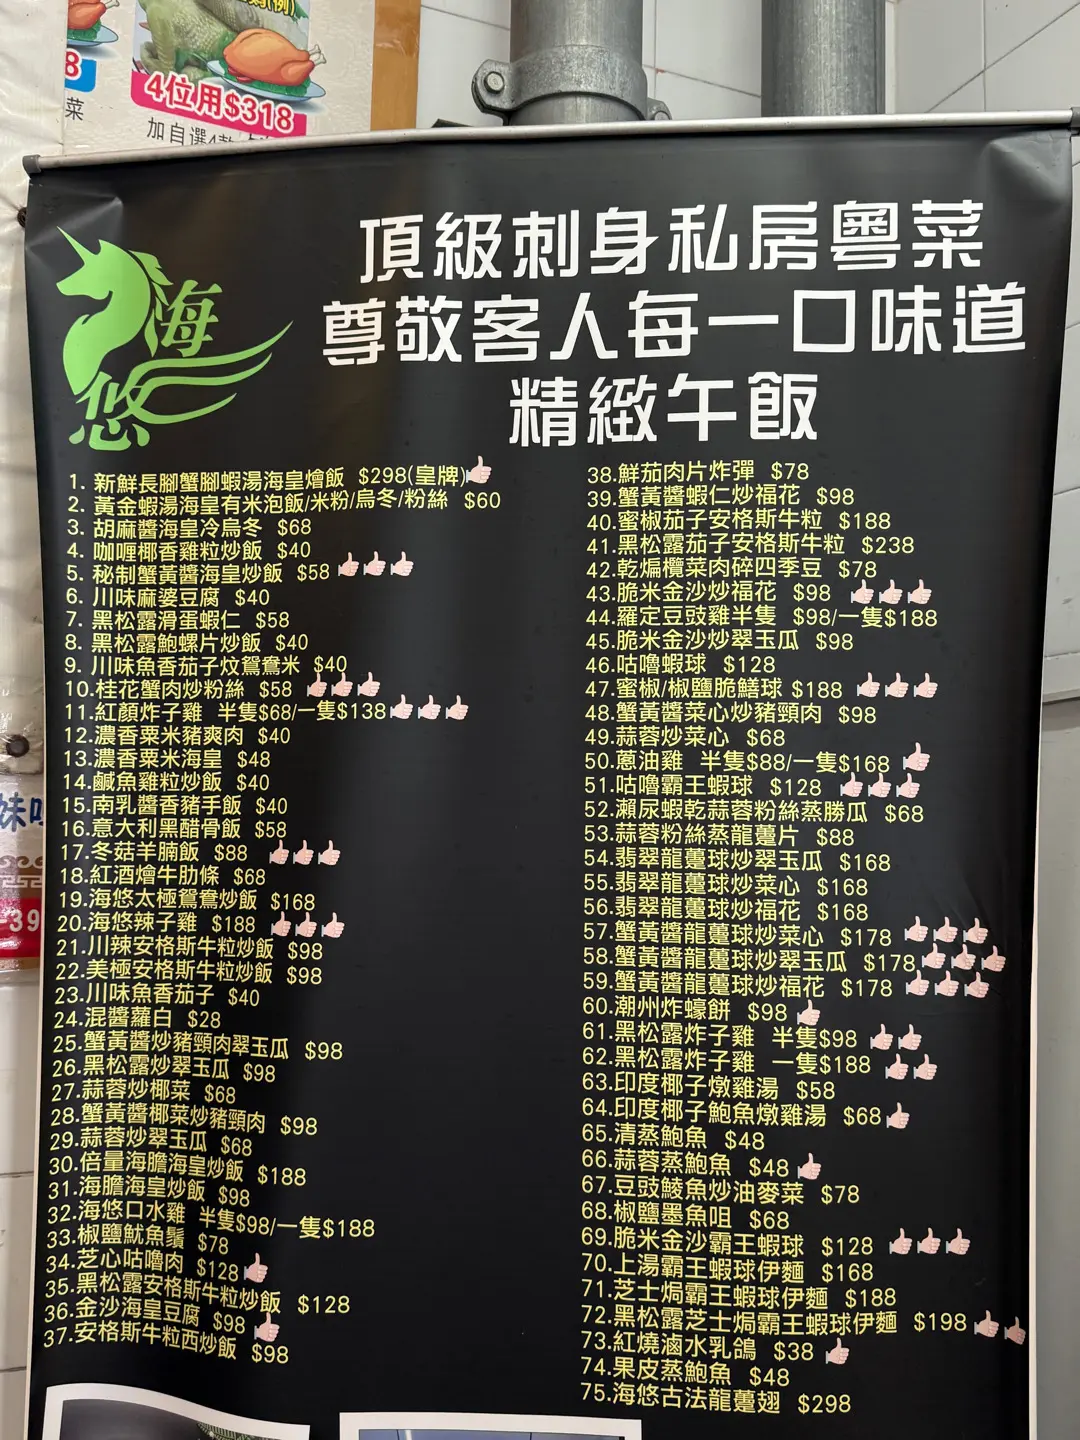 8
菜
4位用$318
加自選4款
海悠
頂級刺身私房粵菜
尊敬客人每一口味道
精緻午飯
1. 新鮮長腳蟹腳蝦湯海皇燴飯 $298(皇牌)
2. 黃金蝦湯海皇有米泡飯/米粉/烏冬/粉絲 $60
3. 胡麻醬海皇冷烏冬 $68
4. 咖喱椰香雞粒炒飯 $40
5. 秘制蟹黃醬海皇炒飯 $58
6. 川味麻婆豆腐 $40
7. 黑松露滑蛋蝦仁 $58
8. 黑松露鮑螺片炒飯 $40
9. 川味魚香茄子炆鴛鴦米 $40
10.桂花蟹肉炒粉絲 $58
11.紅顏炸子雞 半隻$68/一隻$138
12.濃香粟米豬爽肉 $40
13.濃香粟米海皇 $48
14.鹹魚雞粒炒飯 $40
15.南乳醬香豬手飯 $40
16.意大利黑醋骨飯 $58
17.冬菇羊腩飯 $88
18.紅酒燴牛肋條 $68
19.海悠太極鴛鴦炒飯 $168
20.海悠辣子雞 $188
21.川辣安格斯牛粒炒飯 $98
22.美極安格斯牛粒炒飯 $98
23.川味魚香茄子 $40
24.混醬蘿白 $28
25.蟹黃醬炒豬頸肉翠玉瓜 $98
26.黑松露炒翠玉瓜 $98
27.蒜蓉炒椰菜 $68
28.蟹黃醬椰菜炒豬頸肉 $98
29.蒜蓉炒翠玉瓜 $68
30.倍量海膽海皇炒飯 $188
31.海膽海皇炒飯 $98
32.海悠口水雞 半隻$98/一隻$188
33.椒鹽魷魚鬚 $78
34.芝心咕嚕肉 $128
35.黑松露安格斯牛粒炒飯 $128
36.金沙海皇豆腐 $98
37.安格斯牛粒西炒飯 $98
38.鮮茄肉片炸彈 $78
39.蟹黃醬蝦仁炒福花 $98
40.蜜椒茄子安格斯牛粒 $188
41.黑松露茄子安格斯牛粒 $238
42.乾煸欖菜肉碎四季豆 $78
43.脆米金沙炒福花 $98
44.羅定豆豉雞半隻 $98/一隻$188
45.脆米金沙炒翠玉瓜 $98
46.咕嚕蝦球 $128
47.蜜椒/椒鹽脆鱔球 $188
48.蟹黃醬菜心炒豬頸肉 $98
49.蒜蓉炒菜心 $68
50.蔥油雞 半隻$88/一隻$168
51.咕嚕霸王蝦球 $128
52.瀨尿蝦乾蒜蓉粉絲蒸勝瓜 $68
53.蒜蓉粉絲蒸龍躉片 $88
54.翡翠龍躉球炒翠玉瓜 $168
55.翡翠龍躉球炒菜心 $168
56.翡翠龍躉球炒福花 $168
57.蟹黃醬龍躉球炒菜心 $178
58.蟹黃醬龍躉球炒翠玉瓜 $178
59.蟹黃醬龍躉球炒福花 $178
60.潮州炸蠔餅 $98
61.黑松露炸子雞 半隻$98
62.黑松露炸子雞 一隻$188
63.印度椰子燉雞湯 $58
64.印度椰子鮑魚燉雞湯 $68
65.清蒸鮑魚 $48
66.蒜蓉蒸鮑魚 $48
67.豆豉鯪魚炒油麥菜 $78
68.椒鹽墨魚咀 $68
69.脆米金沙霸王蝦球 $128
70.上湯霸王蝦球伊麵 $168
71.芝士焗霸王蝦球伊麵 $188
72.黑松露芝士焗霸王蝦球伊麵 $198
73.紅燒滷水乳鴿 $38
74.果皮蒸鮑魚 $48
75.海悠古法龍躉翅 $298
-39